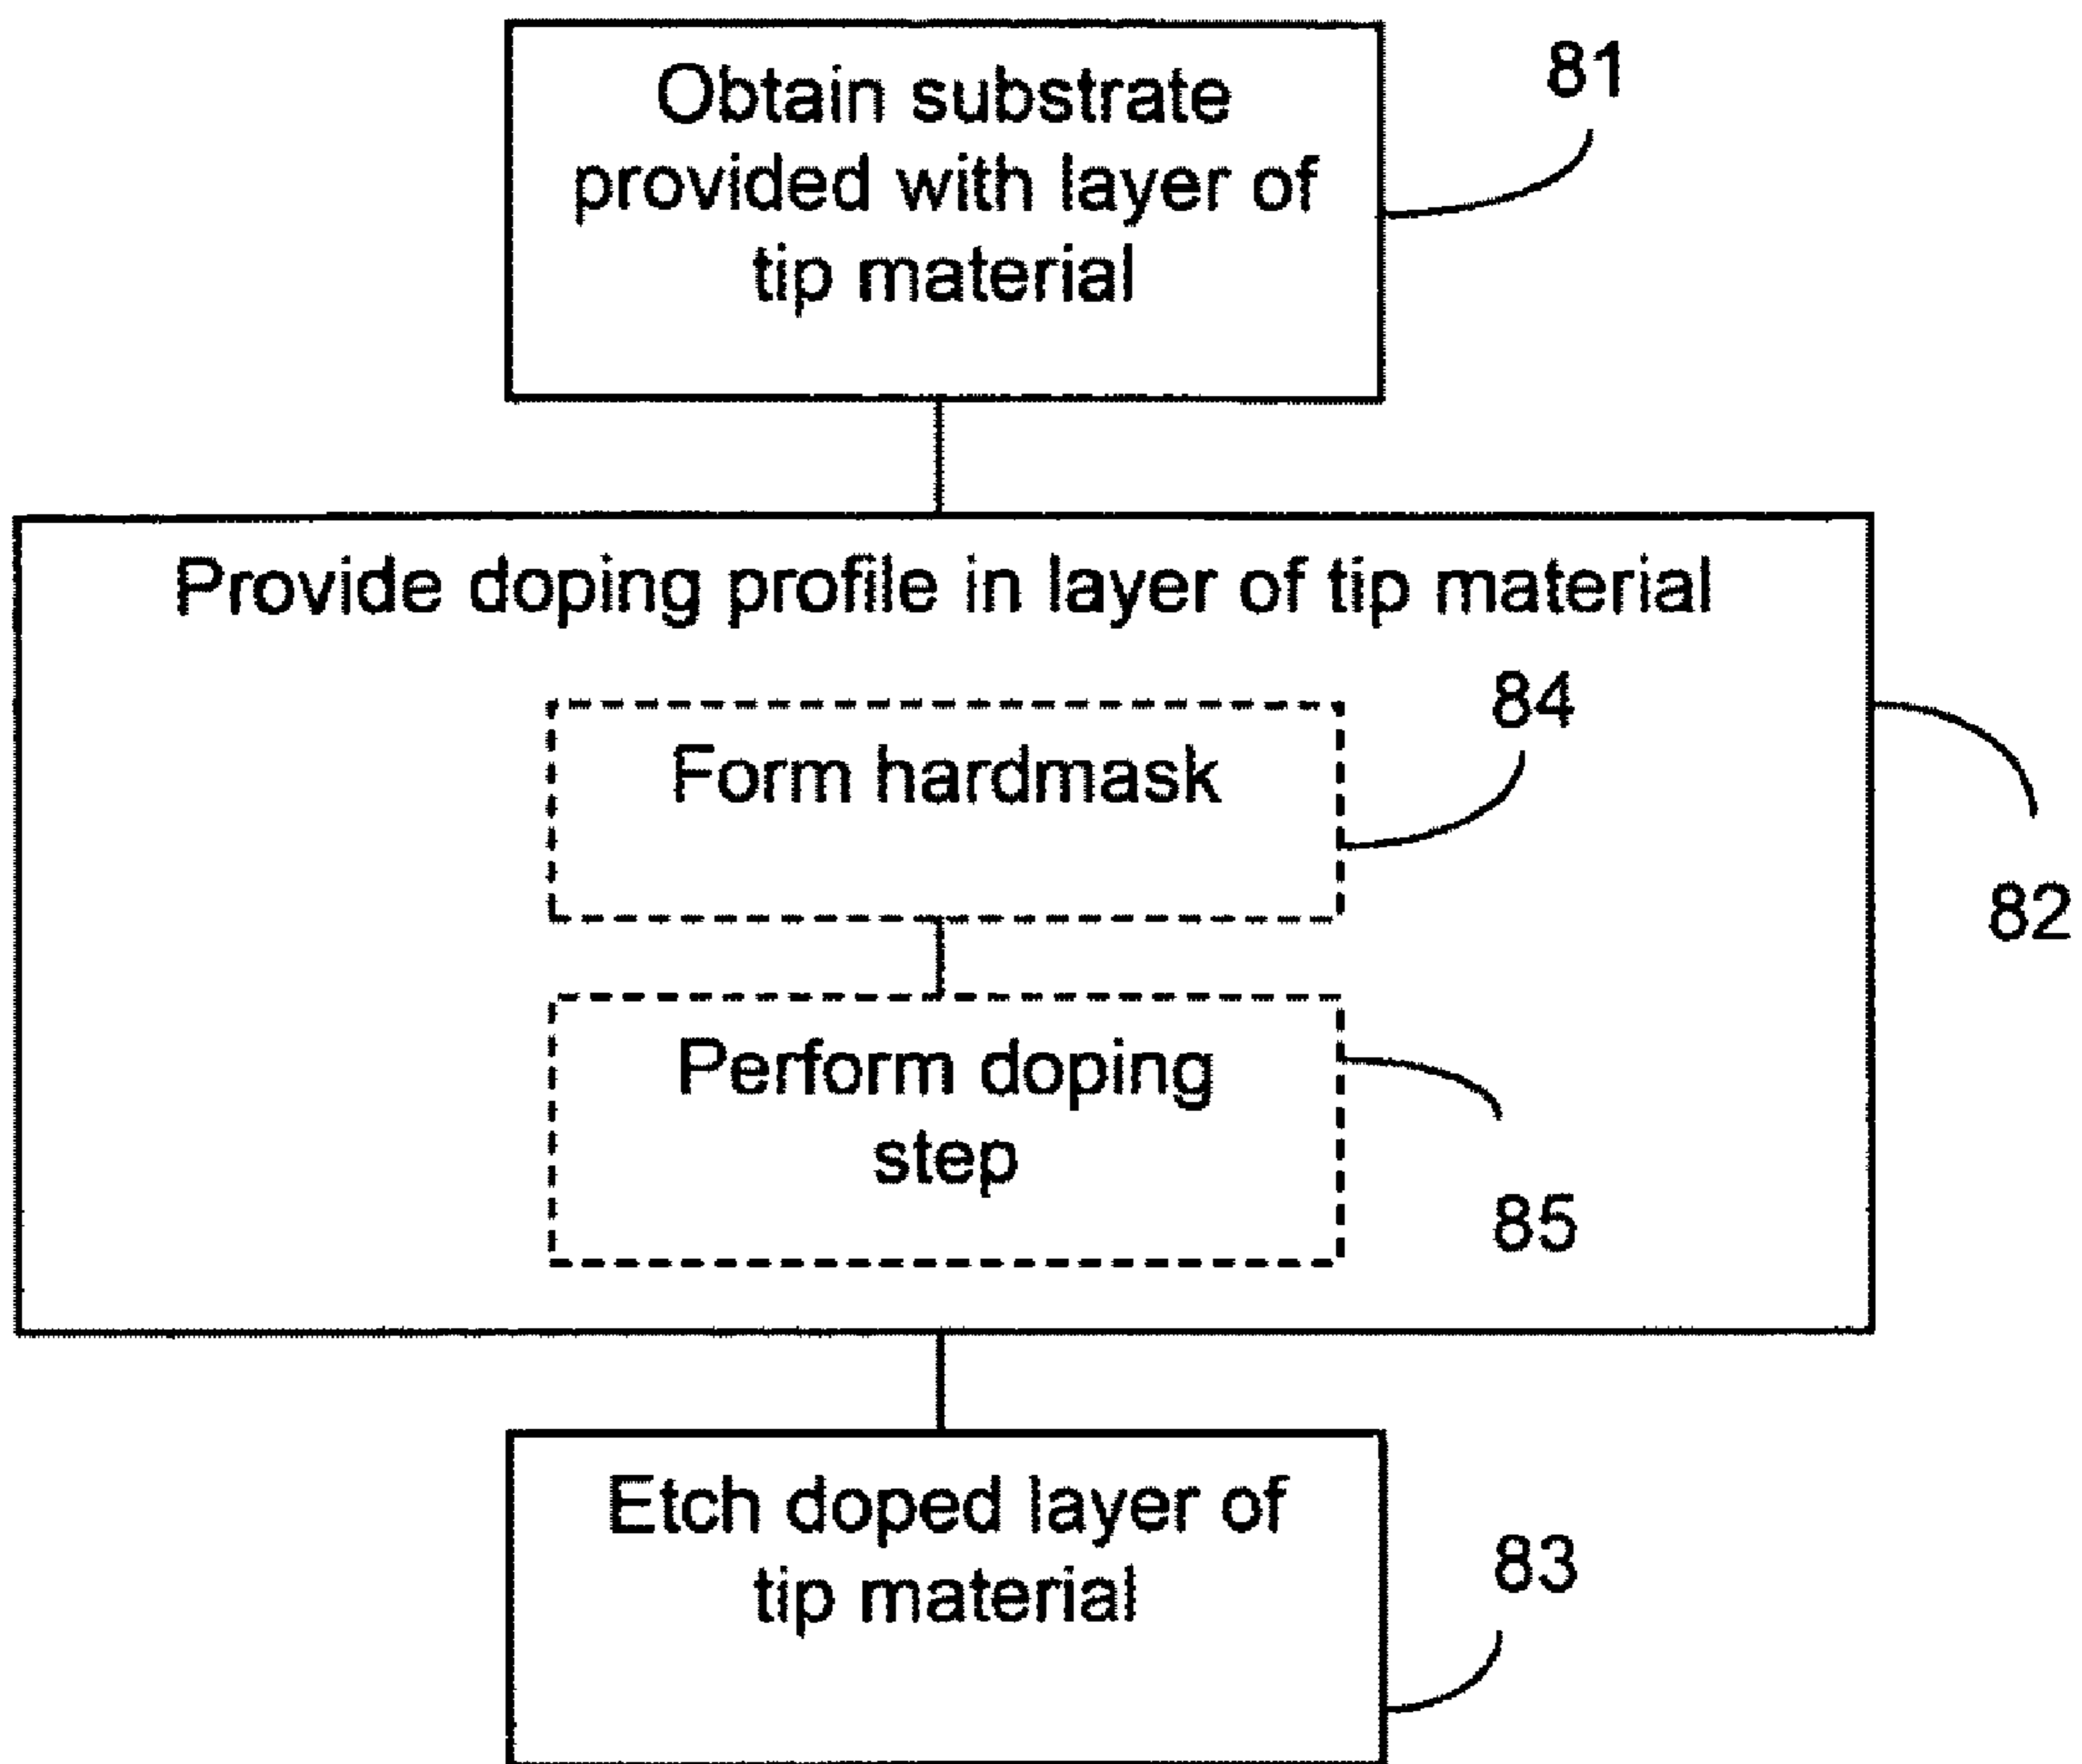 Obtain substrate
provided with layer of
tip material
81
Provide doping profile in layer of tip material
84
Form hardmask
82
Perform doping
step
85
Etch doped layer of
tip material
83